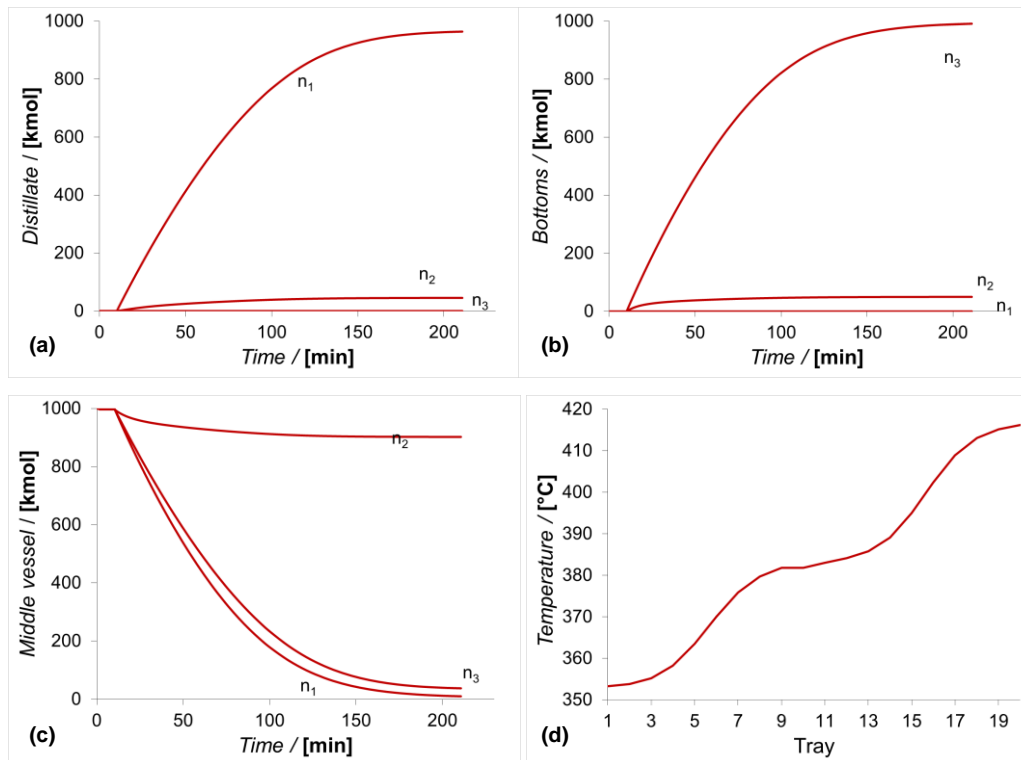 1000
800
600
400
200
0
Distillate / [kmol]
n1
n2
n3
0 50 100 150 200
(a)
Time / [min]
1000
800
600
400
200
0
Bottoms / [kmol]
n3
n2
n1
0 50 100 150 200
(b)
Time / [min]
1000
800
600
400
200
0
Middle vessel / [kmol]
n2
n3
n1
0 50 100 150 200
(c)
Time / [min]
420
410
400
390
380
370
360
350
Temperature / [°C]
1 3 5 7 9 11 13 15 17 19
(d)
Tray